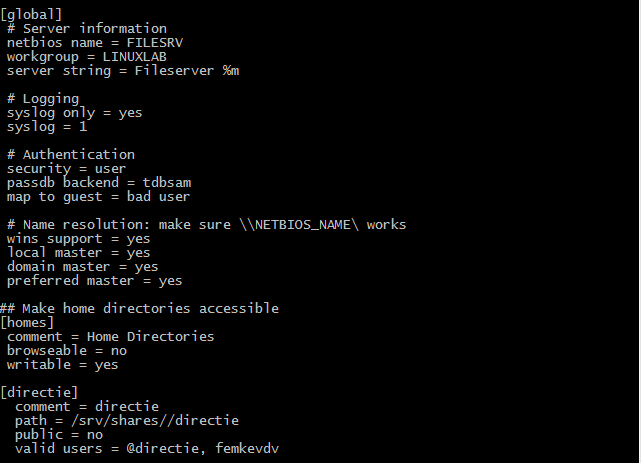 [global]
# Server information
netbios name = FILESRV
workgroup = LINUXLAB
server string = Fileserver %m
# Logging
syslog only = yes
syslog = 1
# Authentication
security = user
passdb backend = tdbsam
map to guest = bad user
# Name resolution: make sure \\NETBIOS_NAME\ works
wins support = yes
local master = yes
domain master = yes
preferred master = yes
## Make home directories accessible
[homes]
comment = Home Directories
browseable = no
writable = yes
[directie]
comment = directie
path = /srv/shares//directie
public = no
valid users = @directie, femkevdv